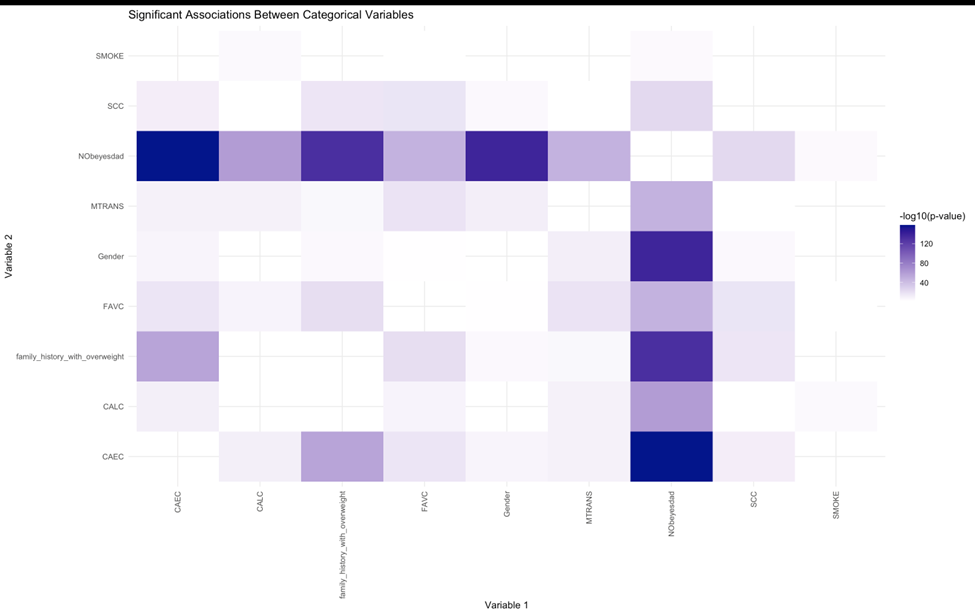 Significant Associations Between Categorical Variables
SMOKE
SCC
NObeyesdad
MTRANS
Gender
FAVC
family_history_with_overweight
CALC
CAEC
Variable 2
-log10(p-value)
120
80
40
CAEC
CALC
family_history_with_overweight
FAVC
Gender
MTRANS
NObeyesdad
SCC
SMOKE
Variable 1